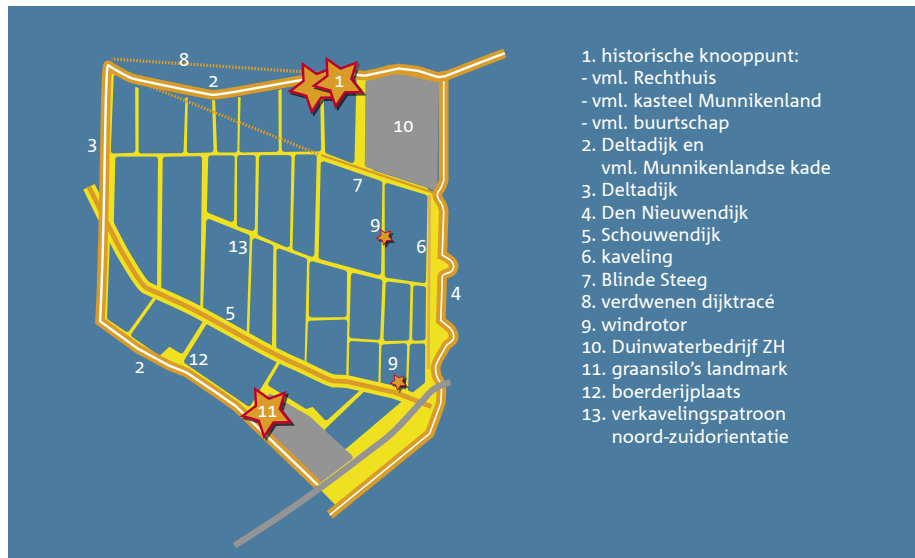 8
2
1
10
3
7
9
6
13
4
5
9
12
2
11
1. historische knooppunt:
- vml. Rechthuis
- vml. kasteel Munnikenland
- vml. buurtschap
2. Deltadijk en
vml. Munnikenlandse kade
3. Deltadijk
4. Den Nieuwendijk
5. Schouwendijk
6. kaveling
7. Blinde Steeg
8. verdwenen dijktracé
9. windrotor
10. Duinwaterbedrijf ZH
11. graansilo's landmark
12. boerderijplaats
13. verkavelingspatroon
noord-zuidorientatie